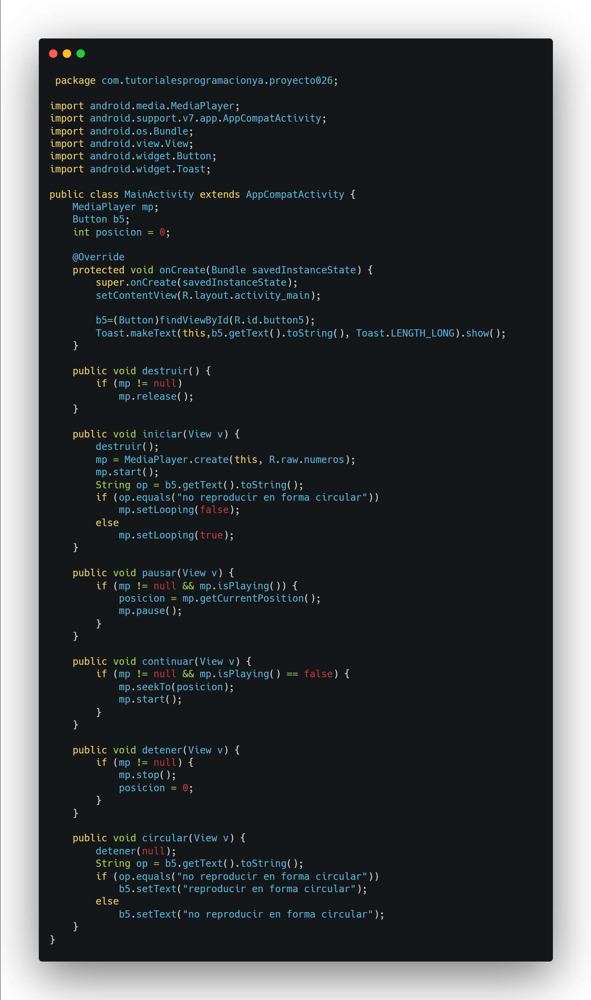 package com.tutorialesprogramacionya.proyecto026;

import android.media.MediaPlayer;
import android.support.v7.app.AppCompatActivity;
import android.os.Bundle;
import android.view.View;
import android.widget.Button;
import android.widget.Toast;

public class MainActivity extends AppCompatActivity {
    MediaPlayer mp;
    Button b5;
    int posicion = 0;

    @Override
    protected void onCreate(Bundle savedInstanceState) {
        super.onCreate(savedInstanceState);
        setContentView(R.layout.activity_main);

        b5=(Button)findViewById(R.id.button5);
        Toast.makeText(this,b5.getText().toString(), Toast.LENGTH_LONG).show();
    }

    public void destruir() {
        if (mp != null)
            mp.release();
    }

    public void iniciar(View v) {
        destruir();
        mp = MediaPlayer.create(this, R.raw.numeros);
        mp.start();
        String op = b5.getText().toString();
        if (op.equals("no reproducir en forma circular"))
            mp.setLooping(false);
        else
            mp.setLooping(true);
    }

    public void pausar(View v) {
        if (mp != null && mp.isPlaying()) {
            posicion = mp.getCurrentPosition();
            mp.pause();
        }
    }

    public void continuar(View v) {
        if (mp != null && mp.isPlaying() == false) {
            mp.seekTo(posicion);
            mp.start();
        }
    }

    public void detener(View v) {
        if (mp != null) {
            mp.stop();
            posicion = 0;
        }
    }

    public void circular(View v) {
        detener(null);
        String op = b5.getText().toString();
        if (op.equals("no reproducir en forma circular"))
            b5.setText("reproducir en forma circular");
        else
            b5.setText("no reproducir en forma circular");
    }
}